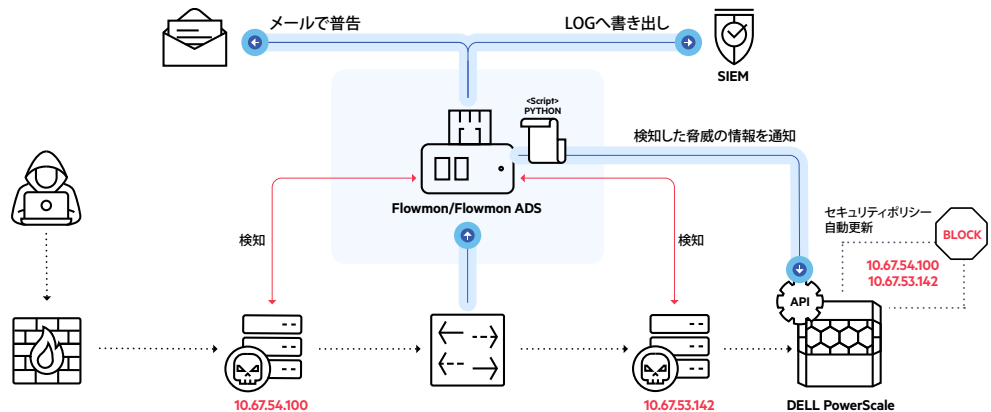 メールで普告
LOGへ書き出し
SIEM
<Script>
PYTHON
検知した脅威の情報を通知
Flowmon/Flowmon ADS
検知
検知
セキュリティポリシー
自動更新
BLOCK
10.67.54.100
10.67.53.142
API
10.67.54.100
10.67.53.142
DELL PowerScale